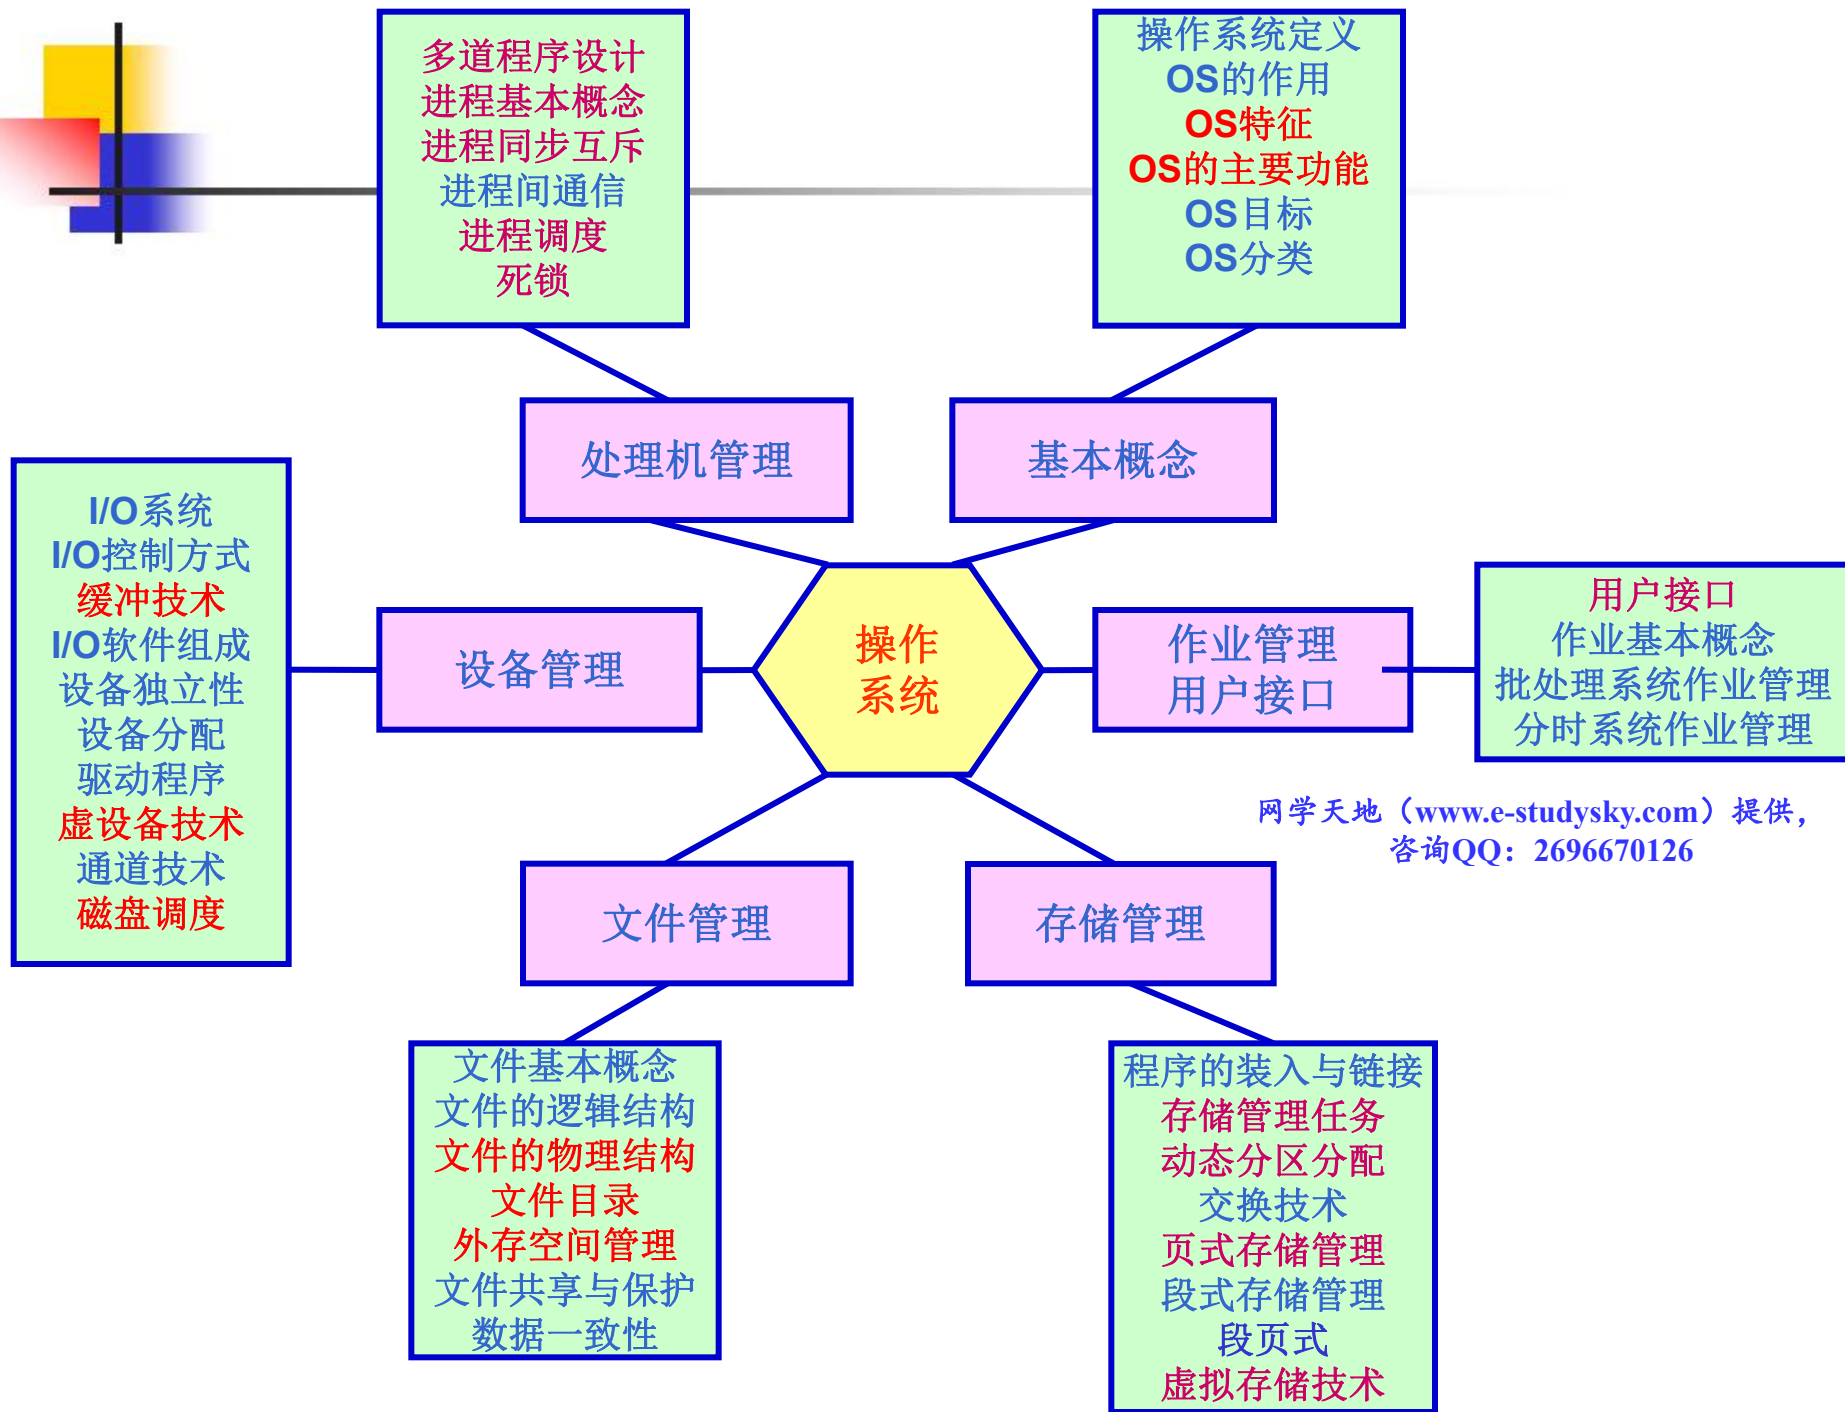 多道程序设计
进程基本概念
进程同步互斥
进程间通信
进程调度
死锁
操作系统定义
OS的作用
OS特征
OS的主要功能
OS目标
OS分类
处理机管理
基本概念
I/O系统
I/O控制方式
缓冲技术
I/O软件组成
设备独立性
设备分配
驱动程序
虚设备技术
通道技术
磁盘调度
设备管理
操作
系统
作业管理
用户接口
用户接口
作业基本概念
批处理系统作业管理
分时系统作业管理
网学天地（www.e-studysky.com）提供，
咨询QQ：2696670126
文件管理
存储管理
文件基本概念
文件的逻辑结构
文件的物理结构
文件目录
外存空间管理
文件共享与保护
数据一致性
程序的装入与链接
存储管理任务
动态分区分配
交换技术
页式存储管理
段式存储管理
段页式
虚拟存储技术